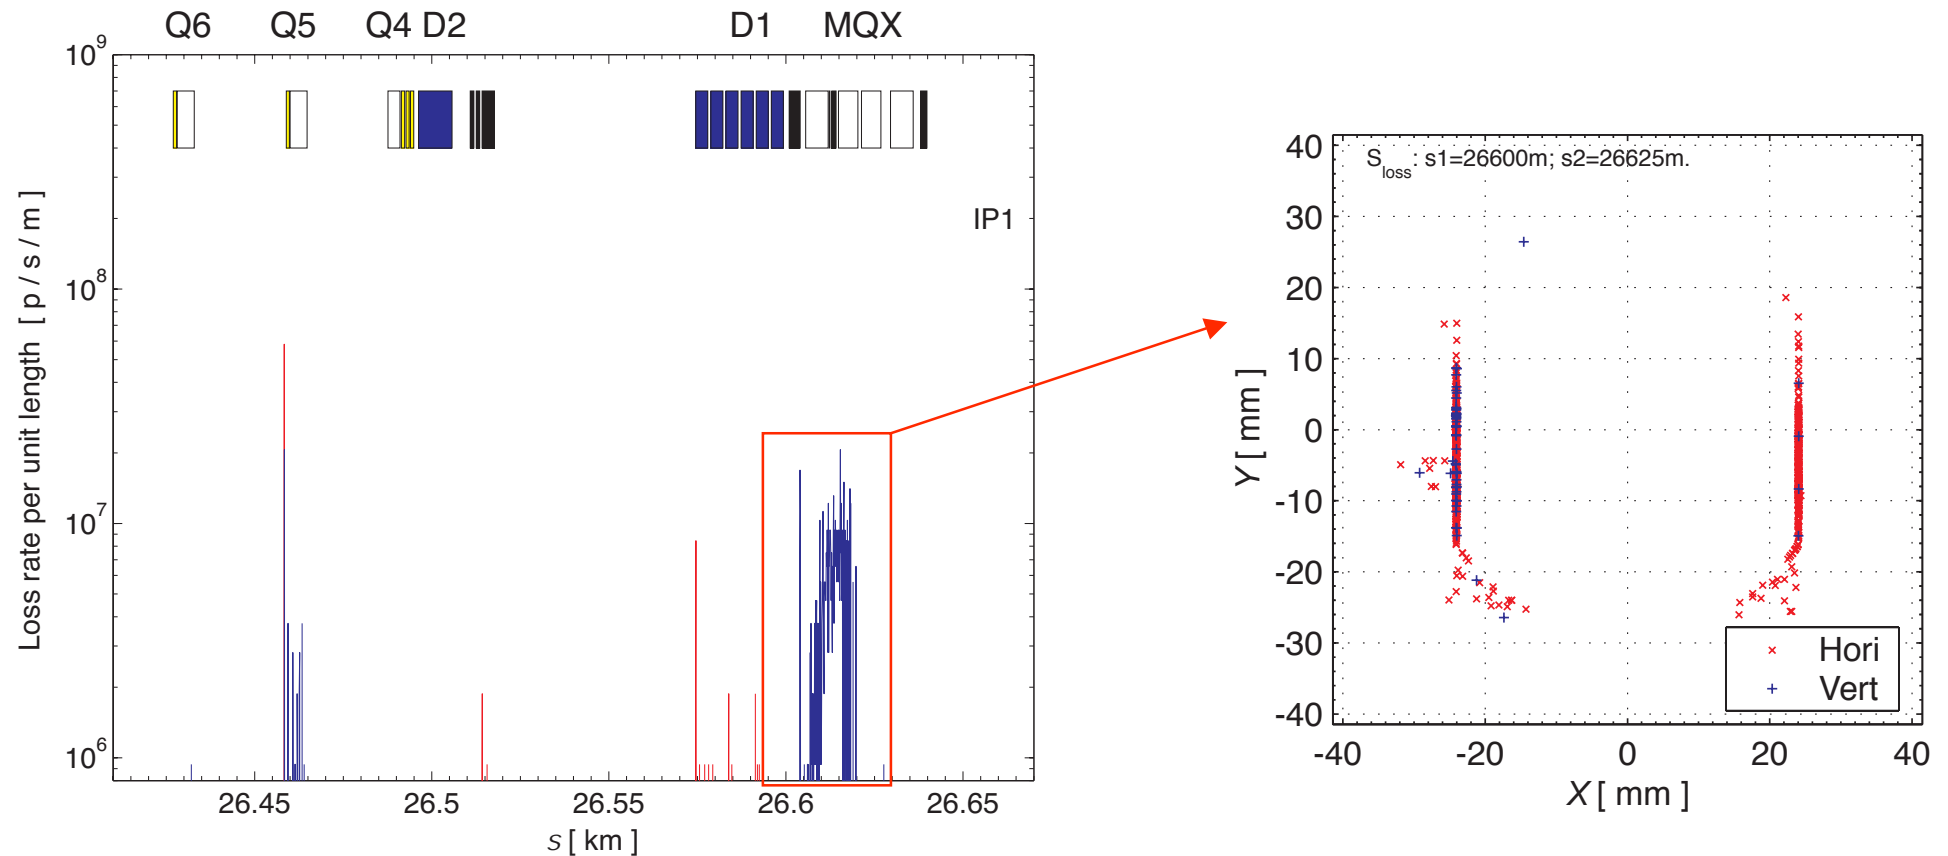 Q6 Q5 Q4 D2 D1 MQX
10^9
10^8
10^7
10^6
Loss rate per unit length [ p / s / m ]
IP1
26.45 26.5 26.55 26.6 26.65
s [ km ]
S_loss: s1=26600m; s2=26625m.
40
30
20
10
0
-10
-20
-30
-40
Y [ mm ]
Hori
Vert
-40 -20 0 20 40
X [ mm ]